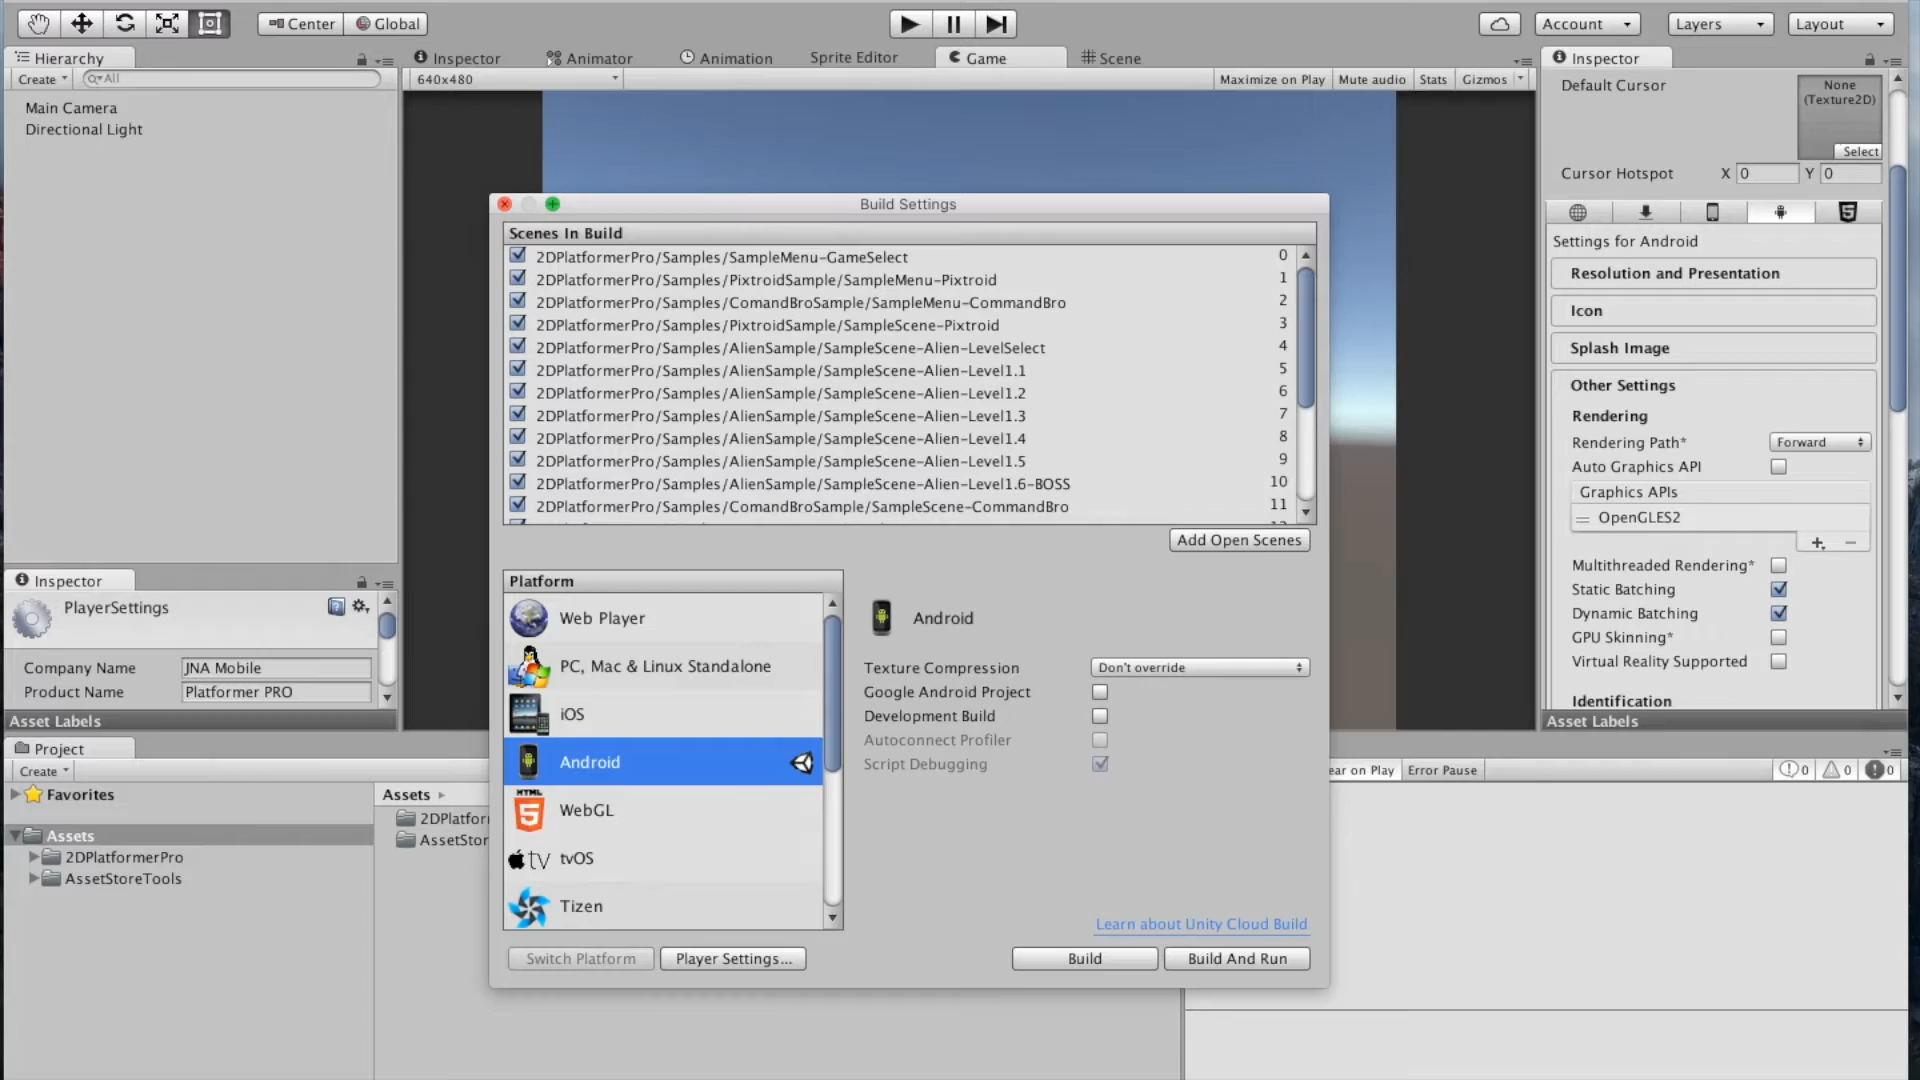 Center
Global
Account
Layers
Layout
Hierarchy
Create
All
Main Camera
Directional Light
Inspector
Animator
Animation
Sprite Editor
Game
Scene
640x480
Maximize on Play
Mute audio
Stats
Gizmos
Inspector
Default Cursor
None
(Texture2D)
Select
Cursor Hotspot
X 0
Y 0
Settings for Android
Resolution and Presentation
Icon
Splash Image
Other Settings
Rendering
Rendering Path*
Forward
Auto Graphics API
Graphics APIs
OpenGLES2
Multithreaded Rendering*
Static Batching
Dynamic Batching
GPU Skinning*
Virtual Reality Supported
Identification
Asset Labels
Build Settings
Scenes In Build
2DPlatformerPro/Samples/SampleMenu-GameSelect 0
2DPlatformerPro/Samples/PixtroidSample/SampleMenu-Pixtroid 1
2DPlatformerPro/Samples/ComandBroSample/SampleMenu-CommandBro 2
2DPlatformerPro/Samples/PixtroidSample/SampleScene-Pixtroid 3
2DPlatformerPro/Samples/AlienSample/SampleScene-Alien-LevelSelect 4
2DPlatformerPro/Samples/AlienSample/SampleScene-Alien-Level1.1 5
2DPlatformerPro/Samples/AlienSample/SampleScene-Alien-Level1.2 6
2DPlatformerPro/Samples/AlienSample/SampleScene-Alien-Level1.3 7
2DPlatformerPro/Samples/AlienSample/SampleScene-Alien-Level1.4 8
2DPlatformerPro/Samples/AlienSample/SampleScene-Alien-Level1.5 9
2DPlatformerPro/Samples/AlienSample/SampleScene-Alien-Level1.6-BOSS 10
2DPlatformerPro/Samples/ComandBroSample/SampleScene-CommandBro 11
Add Open Scenes
Platform
Web Player
PC, Mac & Linux Standalone
iOS
Android
HTML
5
WebGL
tv
tvOS
Tizen
Android
Texture Compression
Don't override
Google Android Project
Development Build
Autoconnect Profiler
Script Debugging
Learn about Unity Cloud Build
Switch Platform
Player Settings...
Build
Build And Run
Inspector
PlayerSettings
Company Name
JNA Mobile
Product Name
Platformer PRO
Asset Labels
Project
Create
Favorites
Assets
2DPlatformerPro
AssetStoreTools
Assets
2DPlatfor
AssetStor
ear on Play
Error Pause
0
0
0